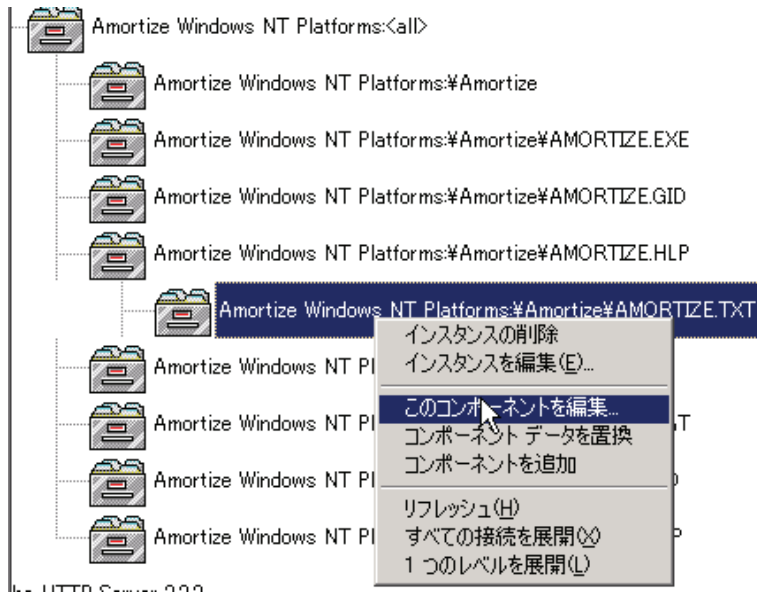 Amortize Windows NT Platforms:<all>
Amortize Windows NT Platforms:¥Amortize
Amortize Windows NT Platforms:¥Amortize¥AMORTIZE.EXE
Amortize Windows NT Platforms:¥Amortize¥AMORTIZE.GID
Amortize Windows NT Platforms:¥Amortize¥AMORTIZE.HLP
Amortize Windows NT Platforms:¥Amortize¥AMORTIZE.TXT
インスタンスの削除
インスタンスを編集(E)...
Amortize Windows NT Pl
このコンポーネントを編集...
Amortize Windows NT Pl
コンポーネント データを置換
コンポーネントを追加
Amortize Windows NT Pl
リフレッシュ(H)
Amortize Windows NT Pl
すべての接続を展開(X)
1 つのレベルを展開(L)
HTTP Server 2.2.2